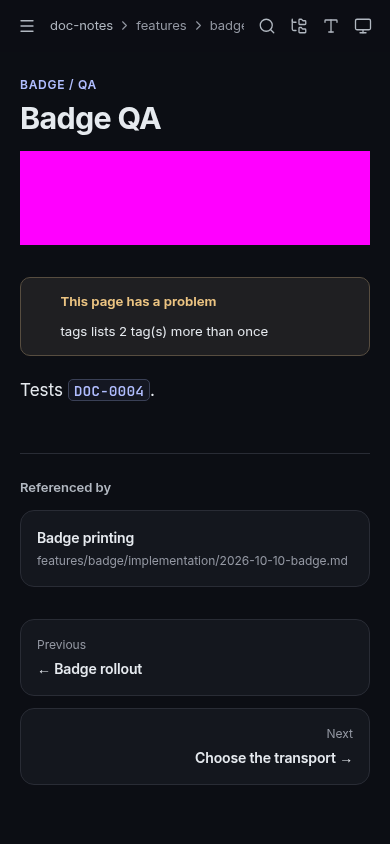 doc-notes > features > badge
BADGE / QA
Badge QA
This page has a problem
tags lists 2 tag(s) more than once
Tests DOC-0004.
Referenced by
Badge printing
features/badge/implementation/2026-10-10-badge.md
Previous
← Badge rollout
Next
Choose the transport →